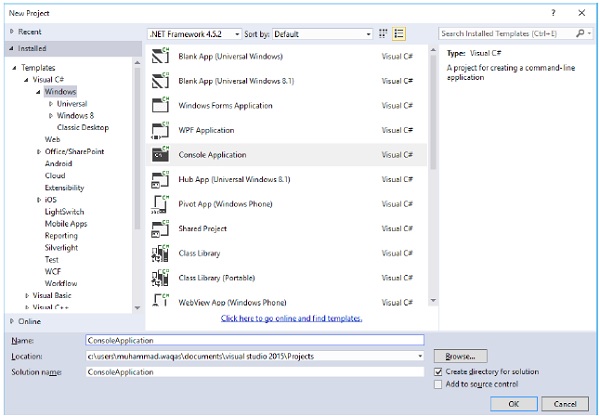 New Project
? X
Recent
.NET Framework 4.5.2 Sort by: Default
Search Installed Templates (Ctrl+E)
Installed
Templates
Visual C#
Windows
Universal
Windows 8
Classic Desktop
Web
Office/SharePoint
Android
Cloud
Extensibility
iOS
LightSwitch
Mobile Apps
Reporting
Silverlight
Test
WCF
Workflow
Visual Basic
Visual C++
Online
Blank App (Universal Windows) Visual C#
Blank App (Universal Windows 8.1) Visual C#
Windows Forms Application Visual C#
WPF Application Visual C#
Console Application Visual C#
Hub App (Universal Windows 8.1) Visual C#
Pivot App (Windows Phone) Visual C#
Shared Project Visual C#
Class Library Visual C#
Class Library (Portable) Visual C#
WebView App (Windows Phone) Visual C#
Click here to go online and find templates.
Type: Visual C#
A project for creating a command-line
application
Name: ConsoleApplication
Location: c:\users\muhammad.waqas\documents\visual studio 2015\Projects
Browse...
Solution name: ConsoleApplication
Create directory for solution
Add to source control
OK Cancel